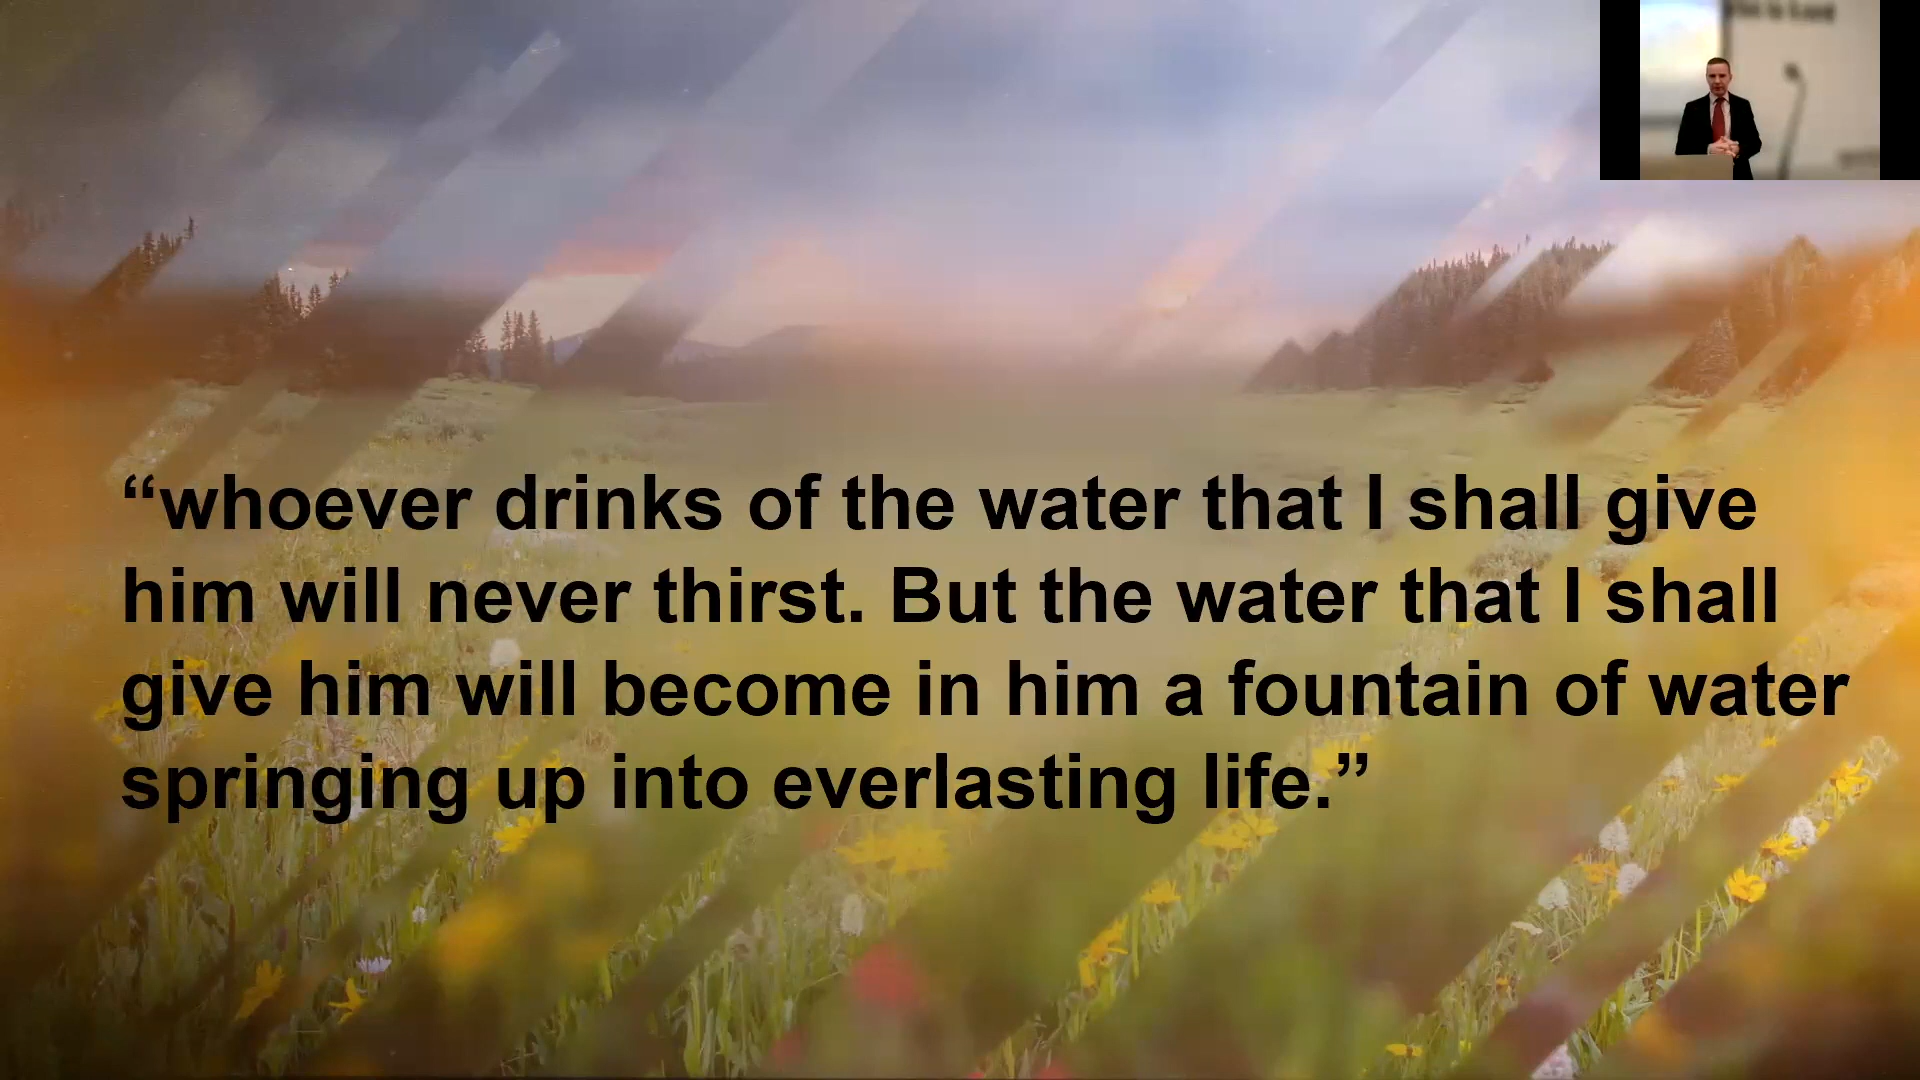 “whoever drinks of the water that I shall give
him will never thirst. But the water that I shall
give him will become in him a fountain of water
springing up into everlasting life.”